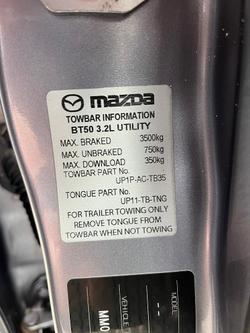 mazda
TOWBAR INFORMATION
BT50 3.2L UTILITY
MAX. BRAKED 3500kg
MAX. UNBRAKED 750kg
MAX. DOWNLOAD 350kg
TOWBAR PART No.
UP1P-AC-TB35
TONGUE PART No.
UP11-TB-TNG
FOR TRAILER TOWING ONLY
REMOVE TONGUE FROM
TOWBAR WHEN NOT TOWING
MODEL
VEHICLE